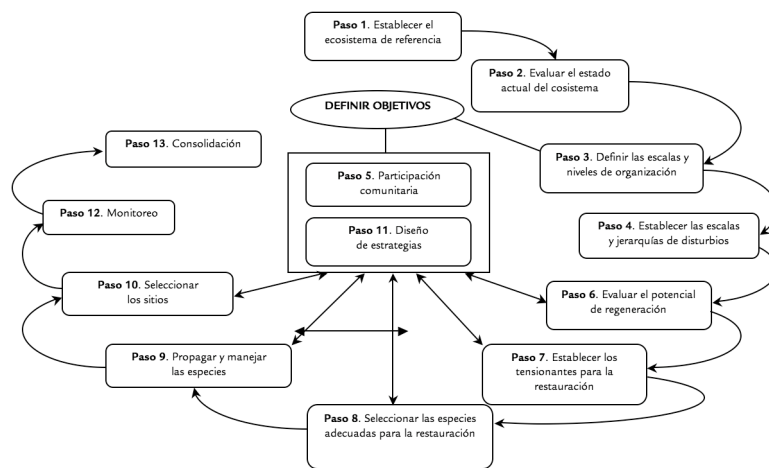 Paso 1. Establecer el
ecosistema de referencia
Paso 2. Evaluar el estado
actual del cosistema
DEFINIR OBJETIVOS
Paso 13. Consolidación
Paso 3. Definir las escalas y
niveles de organización
Paso 5. Participación
comunitaria
Paso 12. Monitoreo
Paso 4. Establecer las escalas
y jerarquías de disturbios
Paso 11. Diseño
de estrategias
Paso 10. Seleccionar
los sitios
Paso 6. Evaluar el potencial
de regeneración
Paso 9. Propagar y manejar
las especies
Paso 7. Establecer los
tensionantes para la
restauración
Paso 8. Seleccionar las especies
adecuadas para la restauración